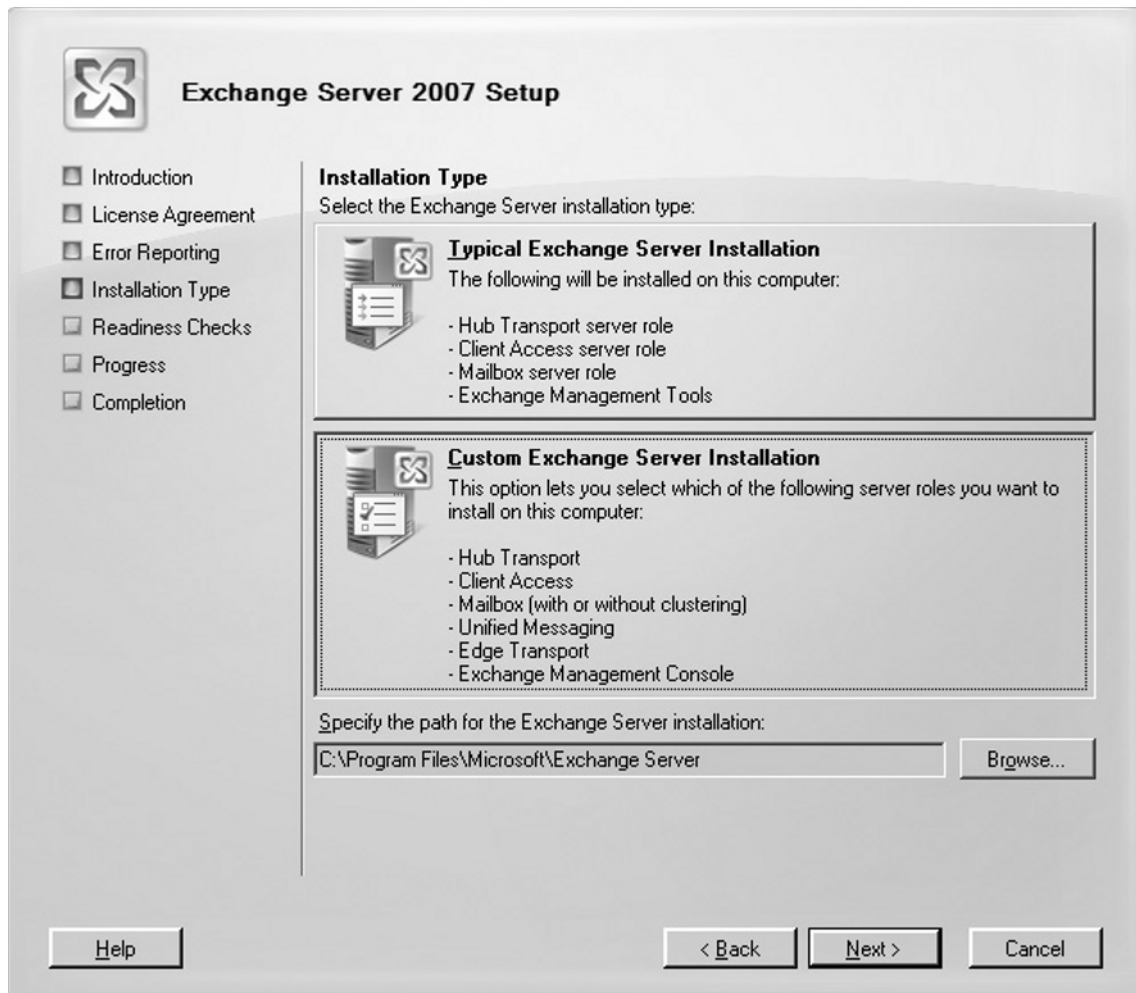 Exchange Server 2007 Setup
Introduction
License Agreement
Error Reporting
Installation Type
Readiness Checks
Progress
Completion
Installation Type
Select the Exchange Server installation type:
Typical Exchange Server Installation
The following will be installed on this computer:
- Hub Transport server role
- Client Access server role
- Mailbox server role
- Exchange Management Tools
Custom Exchange Server Installation
This option lets you select which of the following server roles you want to
install on this computer:
- Hub Transport
- Client Access
- Mailbox (with or without clustering)
- Unified Messaging
- Edge Transport
- Exchange Management Console
Specify the path for the Exchange Server installation:
C:\Program Files\Microsoft\Exchange Server
Browse...
Help
< Back
Next >
Cancel